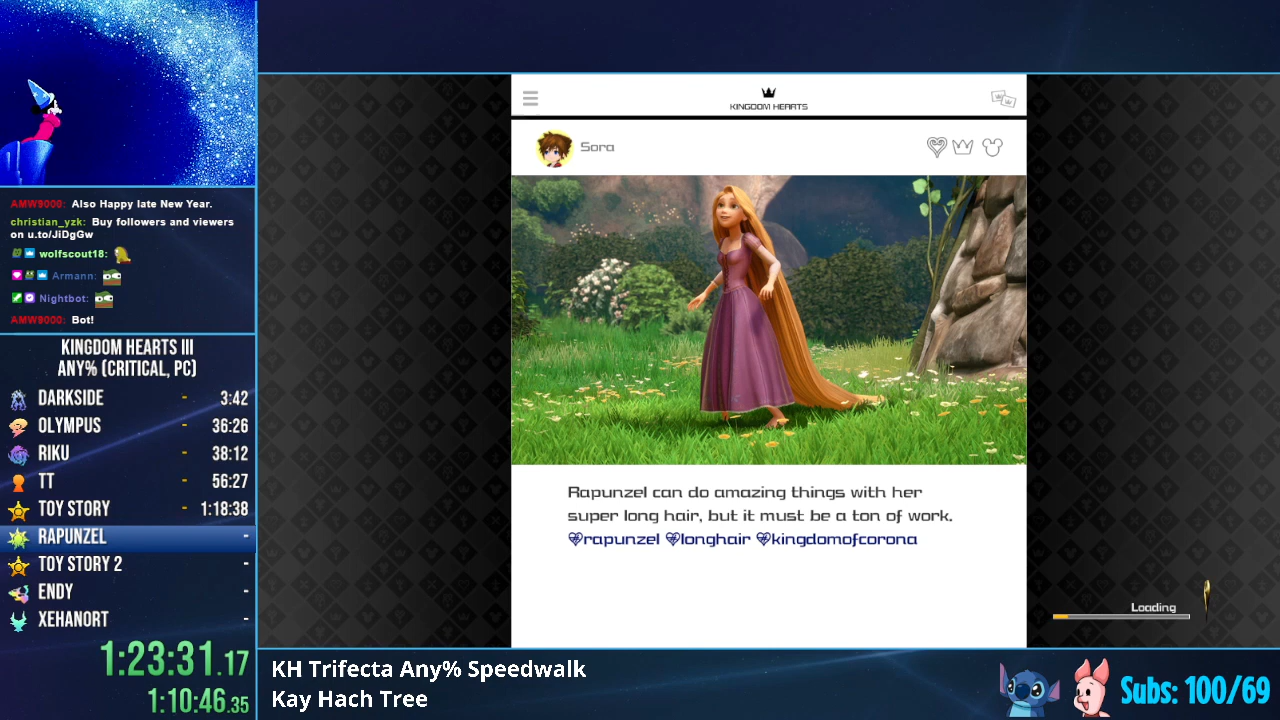 AMW9000: Also Happy late New Year.
christian_yzk: Buy followers and viewers
on u.to/JiDgGw
wolfscout18:
Armann:
Nightbot:
AMW9000: Bot!
KINGDOM HEARTS III
ANY% (CRITICAL, PC)
DARKSIDE - 3:42
OLYMPUS - 36:26
RIKU - 38:12
TT - 56:27
TOY STORY - 1:18:38
RAPUNZEL -
TOY STORY 2 -
ENDY -
XEHANORT -
1:23:31.17
1:10:46.35
KINGDOM HEARTS
Sora
Rapunzel can do amazing things with her
super long hair, but it must be a ton of work.
rapunzel longhair kingdomofcorona
Loading
KH Trifecta Any% Speedwalk
Kay Hach Tree
Subs: 100/69